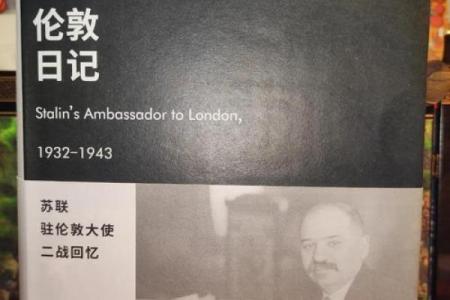 伦敦
日记
Stalin's Ambassador to London,
1932-1943
苏联
驻伦敦大使
二战回忆